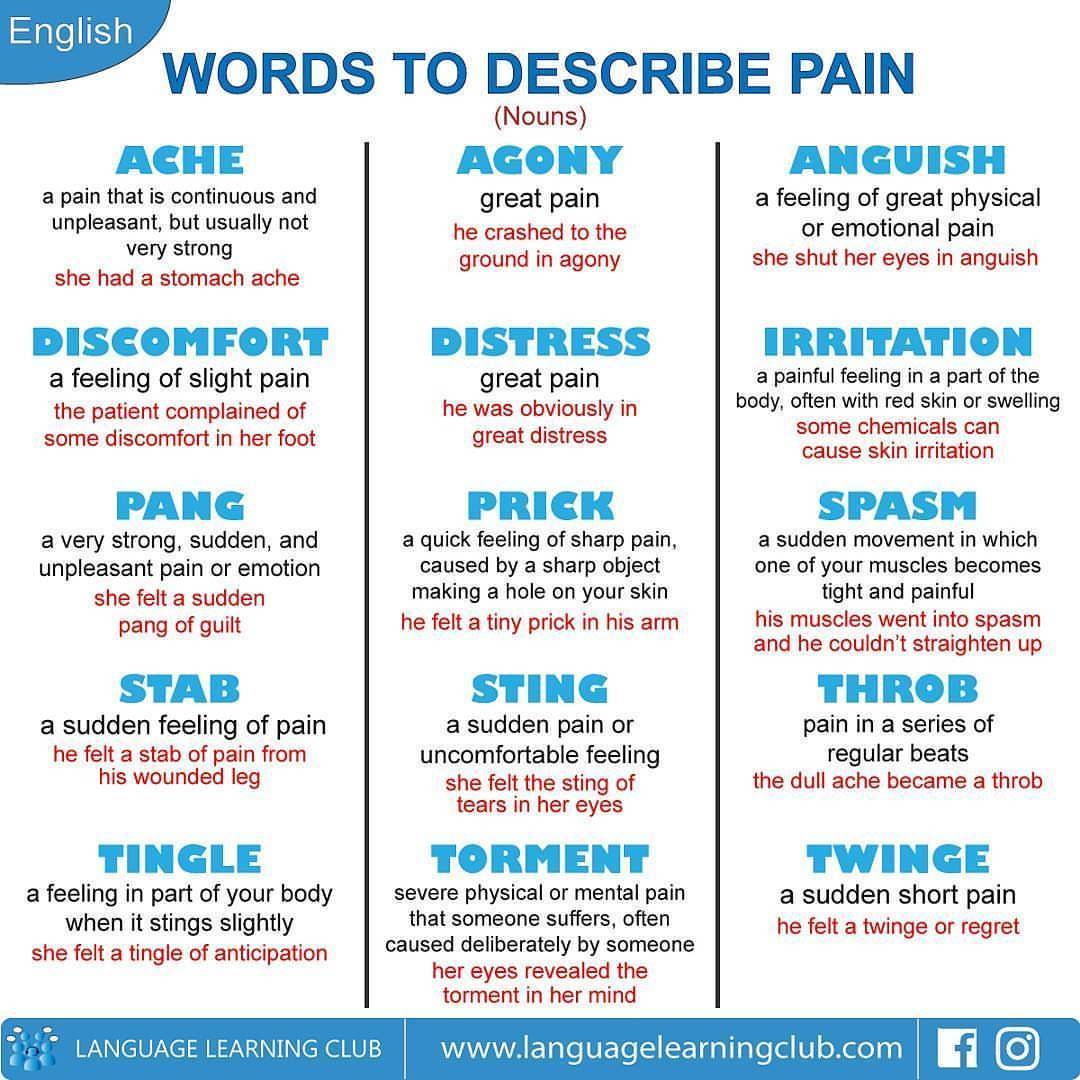 English
WORDS TO DESCRIBE PAIN
(Nouns)
ACHE
a pain that is continuous and
unpleasant, but usually not
very strong
she had a stomach ache
AGONY
great pain
he crashed to the
ground in agony
ANGUISH
a feeling of great physical
or emotional pain
she shut her eyes in anguish
DISCOMFORT
a feeling of slight pain
the patient complained of
some discomfort in her foot
DISTRESS
great pain
he was obviously in
great distress
IRRITATION
a painful feeling in a part of the
body, often with red skin or swelling
some chemicals can
cause skin irritation
PANG
a very strong, sudden, and
unpleasant pain or emotion
she felt a sudden
pang of guilt
PRICK
a quick feeling of sharp pain,
caused by a sharp object
making a hole on your skin
he felt a tiny prick in his arm
SPASM
a sudden movement in which
one of your muscles becomes
tight and painful
his muscles went into spasm
and he couldn't straighten up
STAB
a sudden feeling of pain
he felt a stab of pain from
his wounded leg
STING
a sudden pain or
uncomfortable feeling
she felt the sting of
tears in her eyes
THROB
pain in a series of
regular beats
the dull ache became a throb
TINGLE
a feeling in part of your body
when it stings slightly
she felt a tingle of anticipation
TORMENT
severe physical or mental pain
that someone suffers, often
caused deliberately by someone
her eyes revealed the
torment in her mind
TWINGE
a sudden short pain
he felt a twinge or regret
LANGUAGE LEARNING CLUB
www.languagelearningclub.com